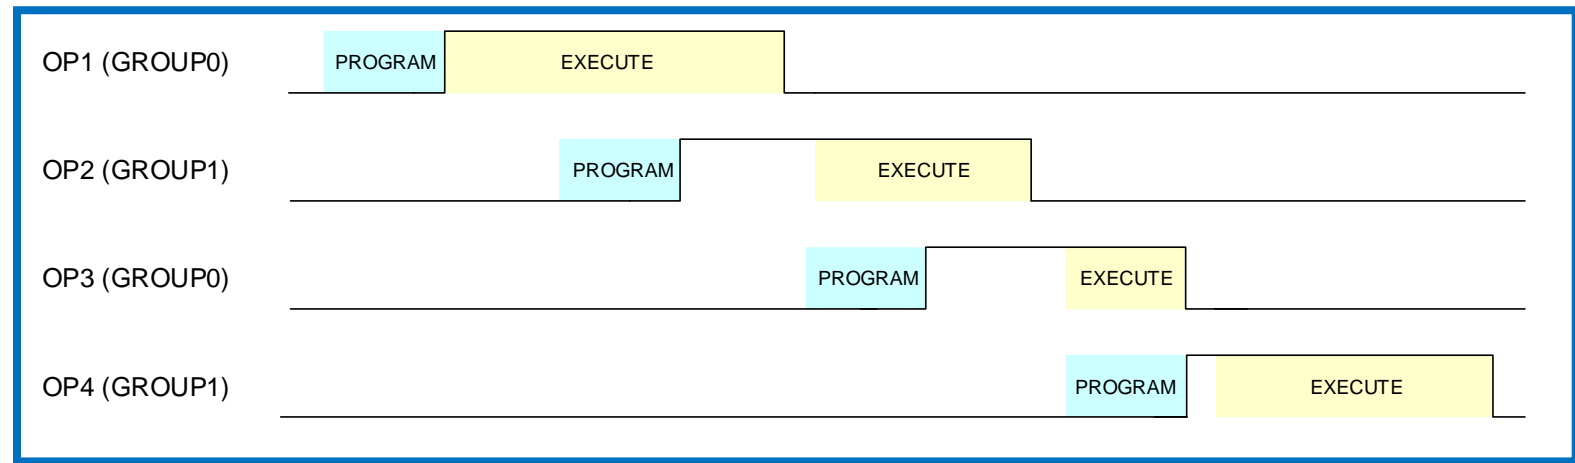 OP1 (GROUP0) PROGRAM EXECUTE
OP2 (GROUP1) PROGRAM EXECUTE
OP3 (GROUP0) PROGRAM EXECUTE
OP4 (GROUP1) PROGRAM EXECUTE